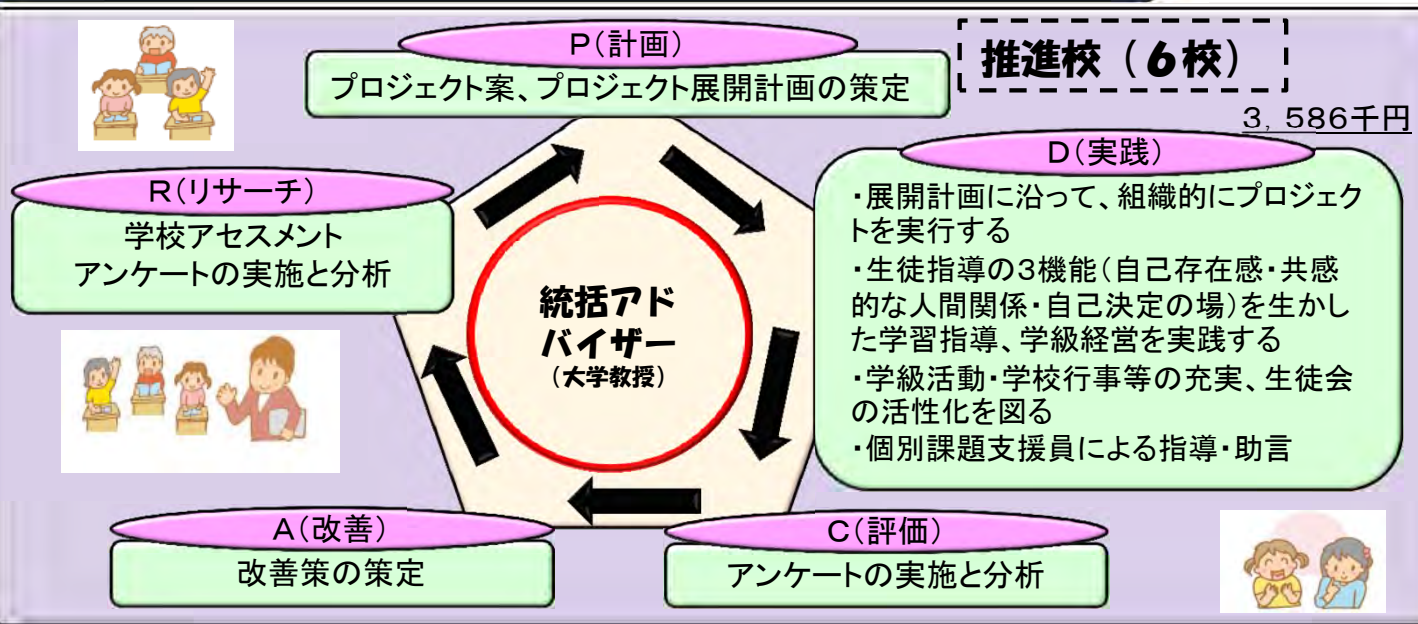 P(計画)
プロジェクト案、プロジェクト展開計画の策定
推進校（6校）
3，586千円
R(リサーチ)
学校アセスメント
アンケートの実施と分析
統括アド
バイザー
（大学教授）
D(実践)
・展開計画に沿って、組織的にプロジェク
トを実行する
・生徒指導の3機能(自己存在感・共感
的な人間関係・自己決定の場)を生かし
た学習指導、学級経営を実践する
・学級活動・学校行事等の充実、生徒会
の活性化を図る
・個別課題支援員による指導・助言
A(改善)
改善策の策定
C(評価)
アンケートの実施と分析